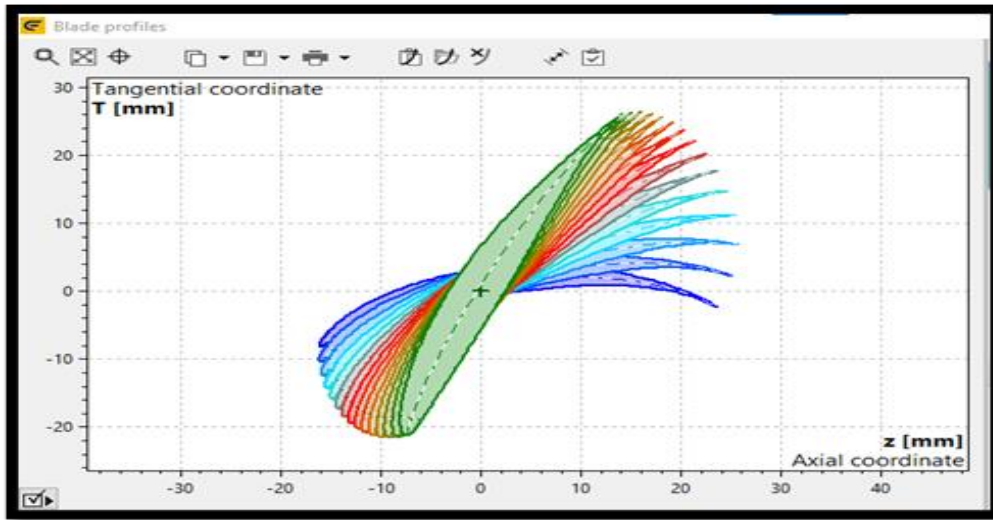 Blade profiles
30
Tangential coordinate
T [mm]
20
10
0
-10
-20
z [mm]
Axial coordinate
-30
-20
-10
0
10
20
30
40